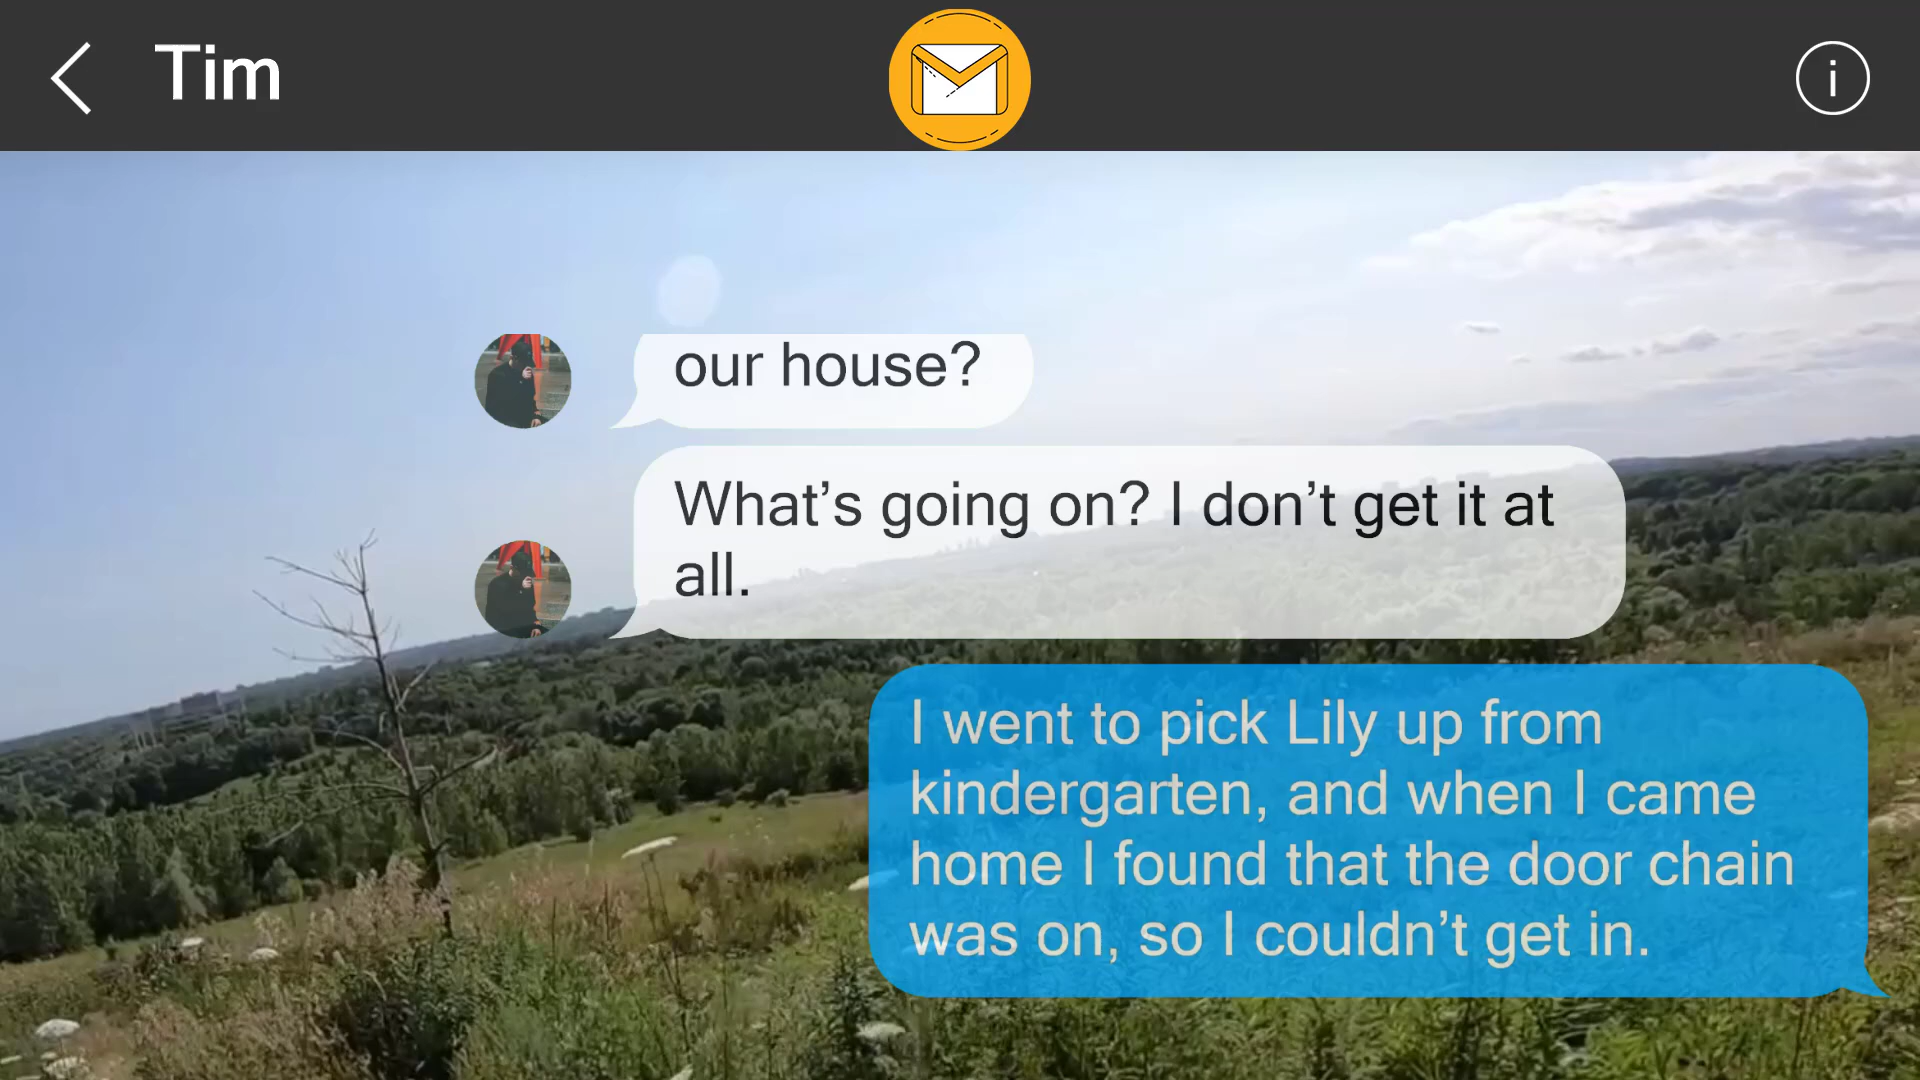 Tim
i
our house?
What’s going on? I don’t get it at
all.
I went to pick Lily up from
kindergarten, and when I came
home I found that the door chain
was on, so I couldn’t get in.